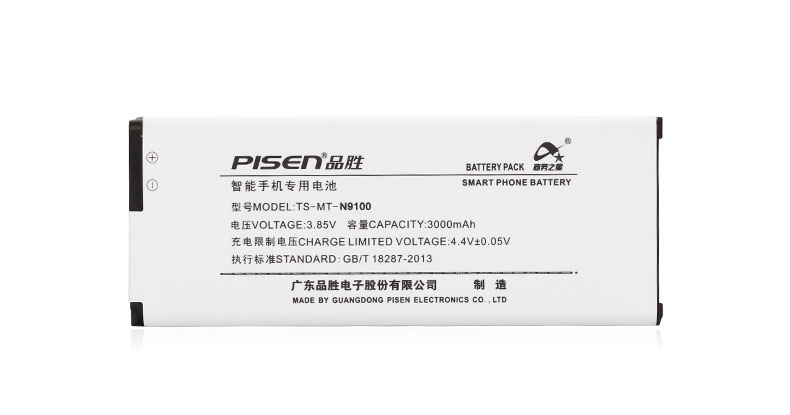 PISEN®品胜
BATTERY PACK 商务之星®
SMART PHONE BATTERY
智能手机专用电池
型号MODEL:TS-MT-N9100
电压VOLTAGE:3.85V 容量CAPACITY:3000mAh
充电限制电压CHARGE LIMITED VOLTAGE:4.4V±0.05V
执行标准STANDARD: GB/T 18287-2013
广东品胜电子股份有限公司 制 造
MADE BY GUANGDONG PISEN ELECTRONICS CO.,LTD
⊕
⊖